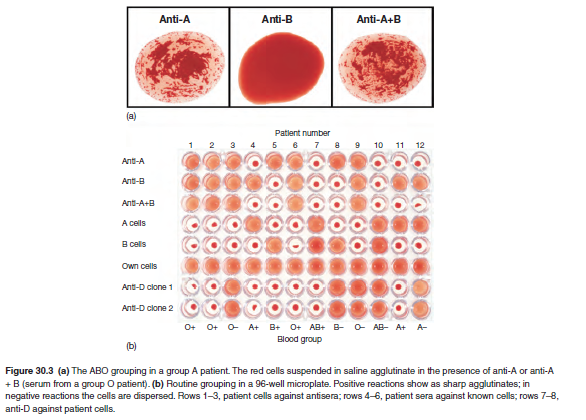 Anti-A Anti-B Anti-A+B
(a)
Patient number
1 2 3 4 5 6 7 8 9 10 11 12
Anti-A
Anti-B
Anti-A+B
A cells
B cells
Own cells
Anti-D clone 1
Anti-D clone 2
O+ O+ O– A+ B+ O+ AB+ B– O– AB– A+ A–
Blood group
(b)
Figure 30.3 (a) The ABO grouping in a group A patient. The red cells suspended in saline agglutinate in the presence of anti-A or anti-A
+ B (serum from a group O patient). (b) Routine grouping in a 96-well microplate. Positive reactions show as sharp agglutinates; in
negative reactions the cells are dispersed. Rows 1–3, patient cells against antisera; rows 4–6, patient sera against known cells; rows 7–8,
anti-D against patient cells.